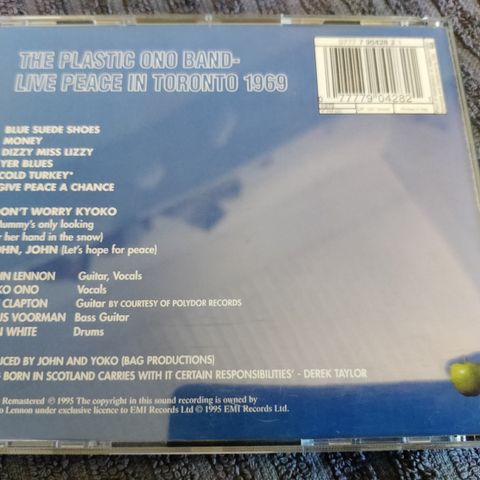 THE PLASTIC ONO BAND-
LIVE PEACE IN TORONTO 1969
BLUE SUEDE SHOES
MONEY
DIZZY MISS LIZZY
YER BLUES
COLD TURKEY*
GIVE PEACE A CHANCE
ON'T WORRY KYOKO
ummy's only looking
her hand in the snow)
HN, JOHN (Let's hope for peace)
IN LENNON Guitar, Vocals
KO ONO Vocals
CLAPTON Guitar BY COURTESY OF POLYDOR RECORDS
US VOORMAN Bass Guitar
WHITE Drums
UCED BY JOHN AND YOKO (BAG PRODUCTIONS)
BORN IN SCOTLAND CARRIES WITH IT CERTAIN RESPONSIBILITIES' - DEREK TAYLOR
Remastered ℗ 1995 The copyright in this sound recording is owned by
o Lennon under exclusive licence to EMI Records Ltd © 1995 EMI Records Ltd.
0 77779 04282